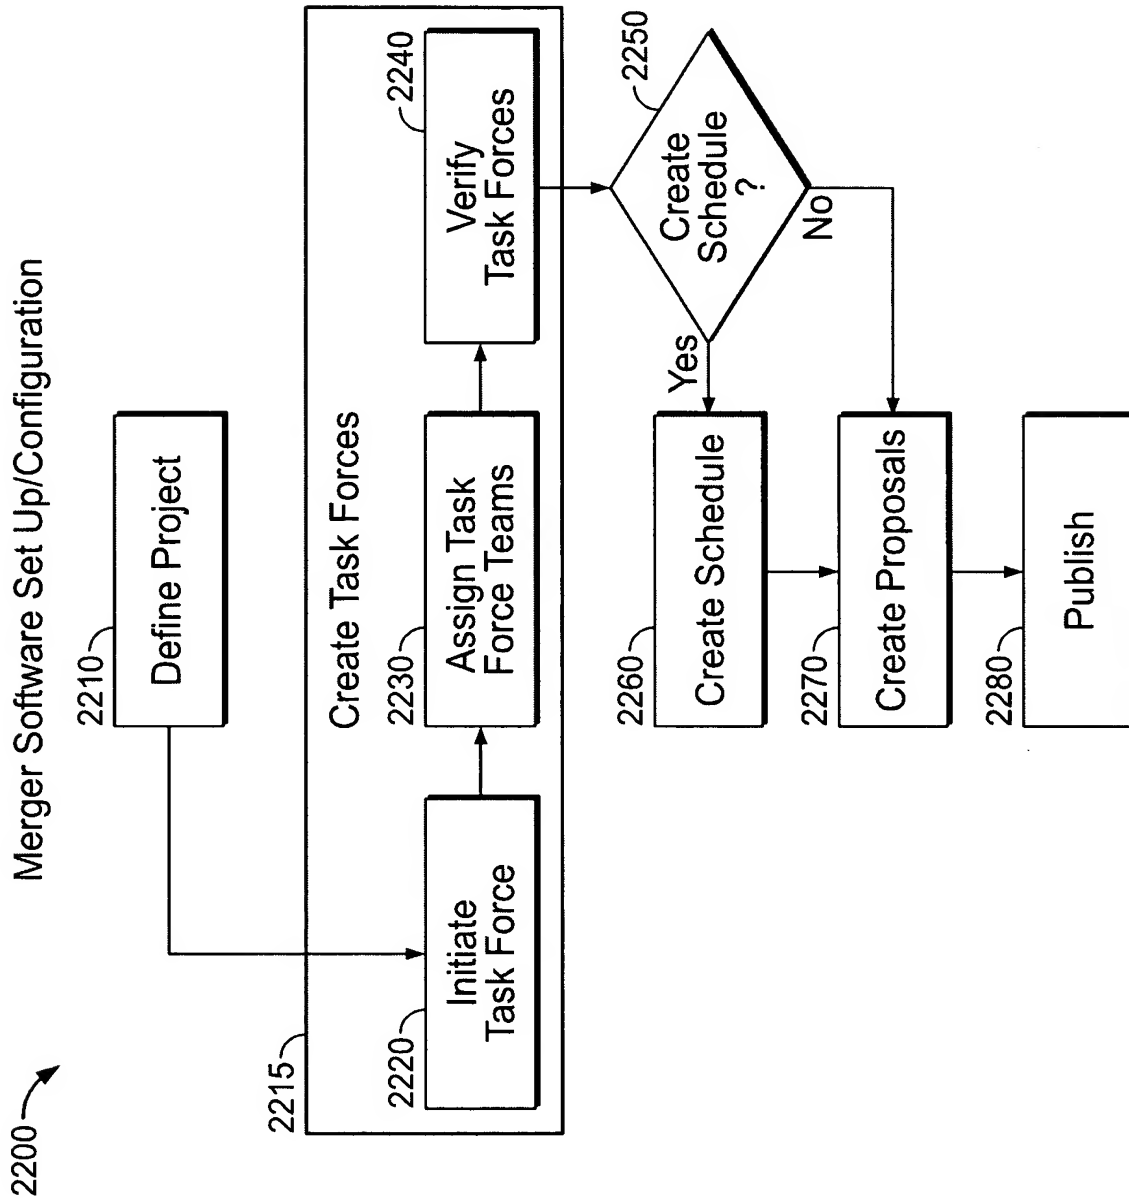 2200
Merger Software Set Up/Configuration
2210
Define Project
2215
Create Task Forces
2220
Initiate
Task Force
2230
Assign Task
Force Teams
2240
Verify
Task Forces
2250
Create
Schedule
?
Yes
No
2260
Create Schedule
2270
Create Proposals
2280
Publish